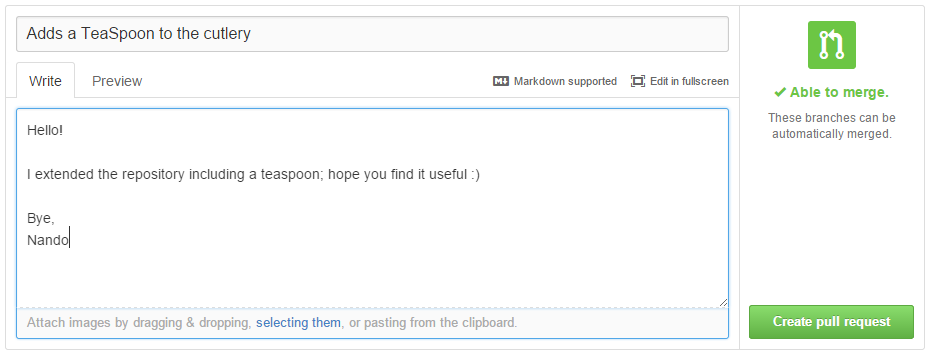 Adds a TeaSpoon to the cutlery
Write
Preview
Markdown supported
Edit in fullscreen
Hello!
I extended the repository including a teaspoon; hope you find it useful :)
Bye,
Nando
Attach images by dragging & dropping, selecting them, or pasting from the clipboard.
Able to merge.
These branches can be
automatically merged.
Create pull request